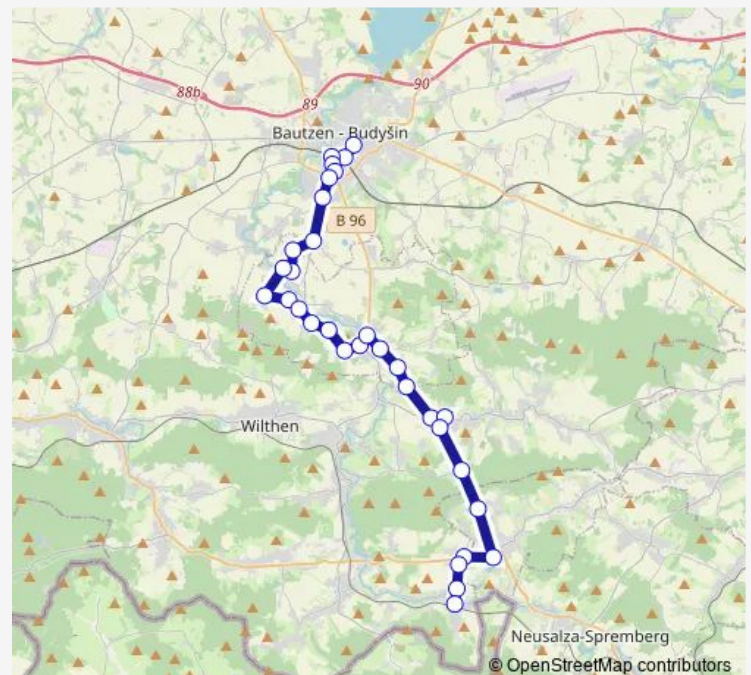 88b
89
90
Bautzen - Budyšin
B 96
Wilthen
Neusalza-Spremberg
© OpenStreetMap contributors